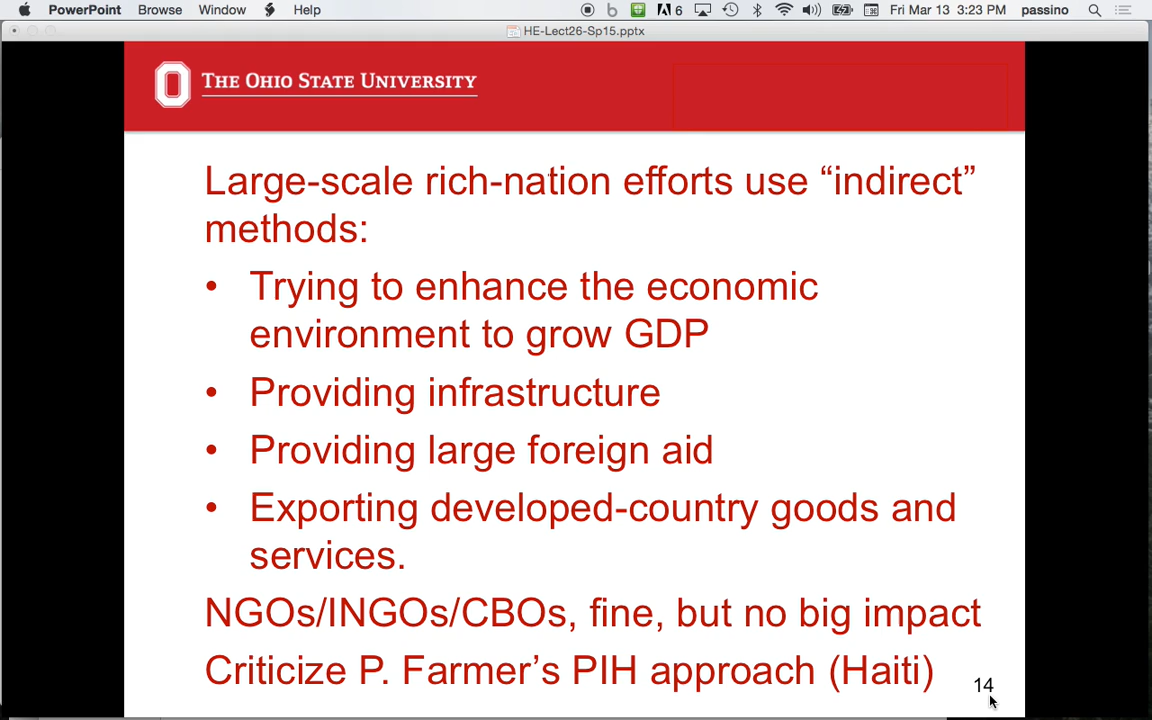 PowerPoint Browse Window Help 6 Fri Mar 13 3:23 PM passino
HE-Lect26-Sp15.pptx
THE OHIO STATE UNIVERSITY
Large-scale rich-nation efforts use “indirect”
methods:
• Trying to enhance the economic
environment to grow GDP
• Providing infrastructure
• Providing large foreign aid
• Exporting developed-country goods and
services.
NGOs/INGOs/CBOs, fine, but no big impact
Criticize P. Farmer’s PIH approach (Haiti)
14